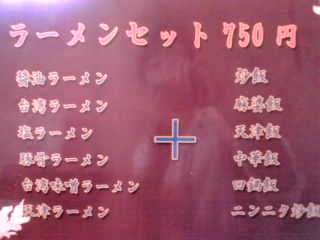 ラーメンセット 750円
醤油ラーメン 炒飯
台湾ラーメン 麻婆飯
塩ラーメン 天津飯
+
豚骨ラーメン 中華飯
台湾味噌ラーメン 回鍋飯
天津ラーメン ニンニク炒飯